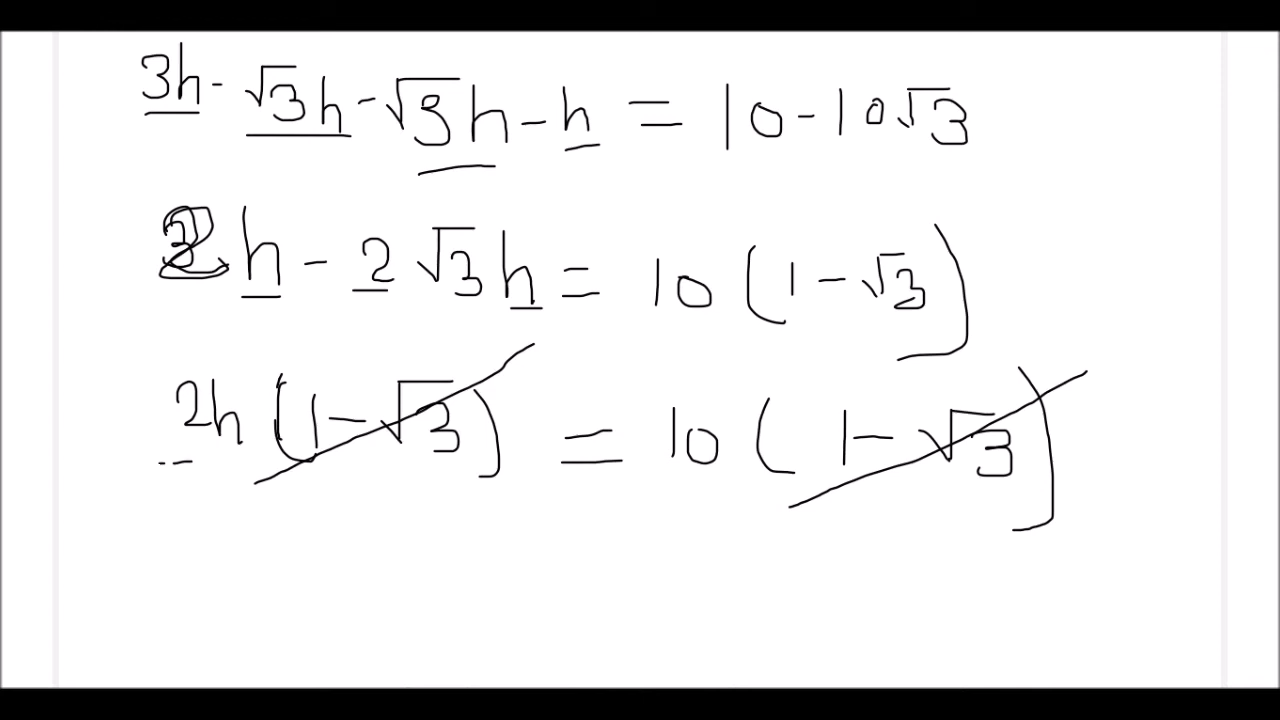 3h - √3h - √3h - h = 10 - 10√3
2h - 2√3h = 10(1 - √3)
2h(1 - √3) = 10(1 - √3)